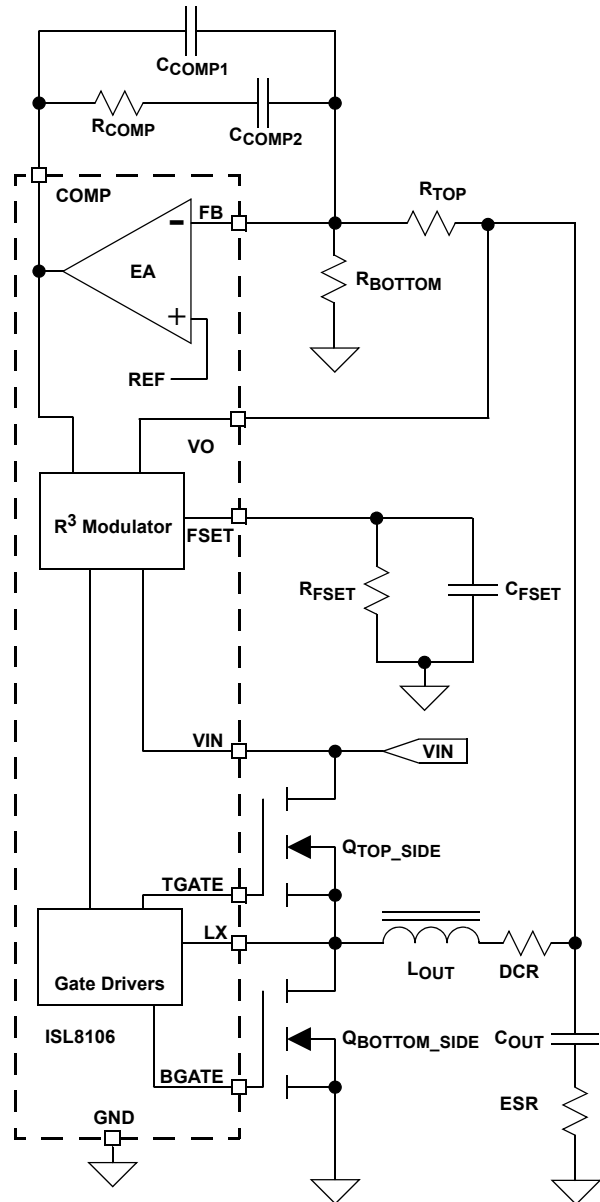 CCOMP1
RCOMP
CCOMP2
COMP
RTOP
FB
-
EA
RBOTTOM
+
REF
VO
R3 Modulator
FSET
RFSET
CFSET
VIN
VIN
QTOP_SIDE
TGATE
LX
Gate Drivers
LOUT
DCR
ISL8106
QBOTTOM_SIDE
COUT
BGATE
ESR
GND